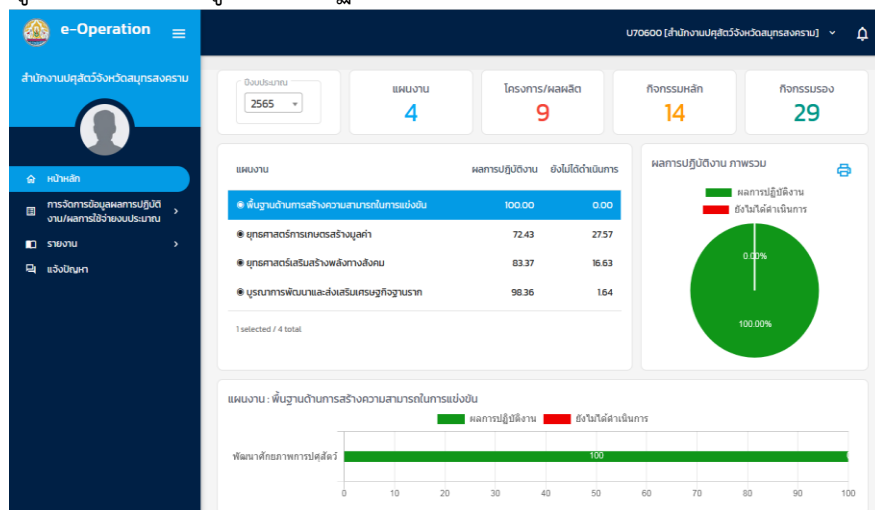 e-Operation
U70600 [สำนักงานปศุสัตว์จังหวัดสมุทรสงคราม]
สำนักงานปศุสัตว์จังหวัดสมุทรสงคราม
หน้าหลัก
การจัดการข้อมูลผลการปฏิบัติ
งาน/ผลการใช้จ่ายงบประมาณ
รายงาน
แจ้งปัญหา
ปีงบประมาณ
2565
แผนงาน
4
โครงการ/ผลผลิต
9
กิจกรรมหลัก
14
กิจกรรมรอง
29
แผนงาน ผลการปฏิบัติงาน ยังไม่ได้ดำเนินการ
พื้นฐานด้านการสร้างความสามารถในการแข่งขัน 100.00 0.00
ยุทธศาสตร์การเกษตรสร้างมูลค่า 72.43 27.57
ยุทธศาสตร์เสริมสร้างพลังทางสังคม 83.37 16.63
บูรณาการพัฒนาและส่งเสริมเศรษฐกิจฐานราก 98.36 1.64
1 selected / 4 total
ผลการปฏิบัติงาน ภาพรวม
ผลการปฏิบัติงาน
ยังไม่ได้ดำเนินการ
0.00%
100.00%
แผนงาน : พื้นฐานด้านการสร้างความสามารถในการแข่งขัน
ผลการปฏิบัติงาน ยังไม่ได้ดำเนินการ
พัฒนาศักยภาพการปศุสัตว์ 100
0 10 20 30 40 50 60 70 80 90 100